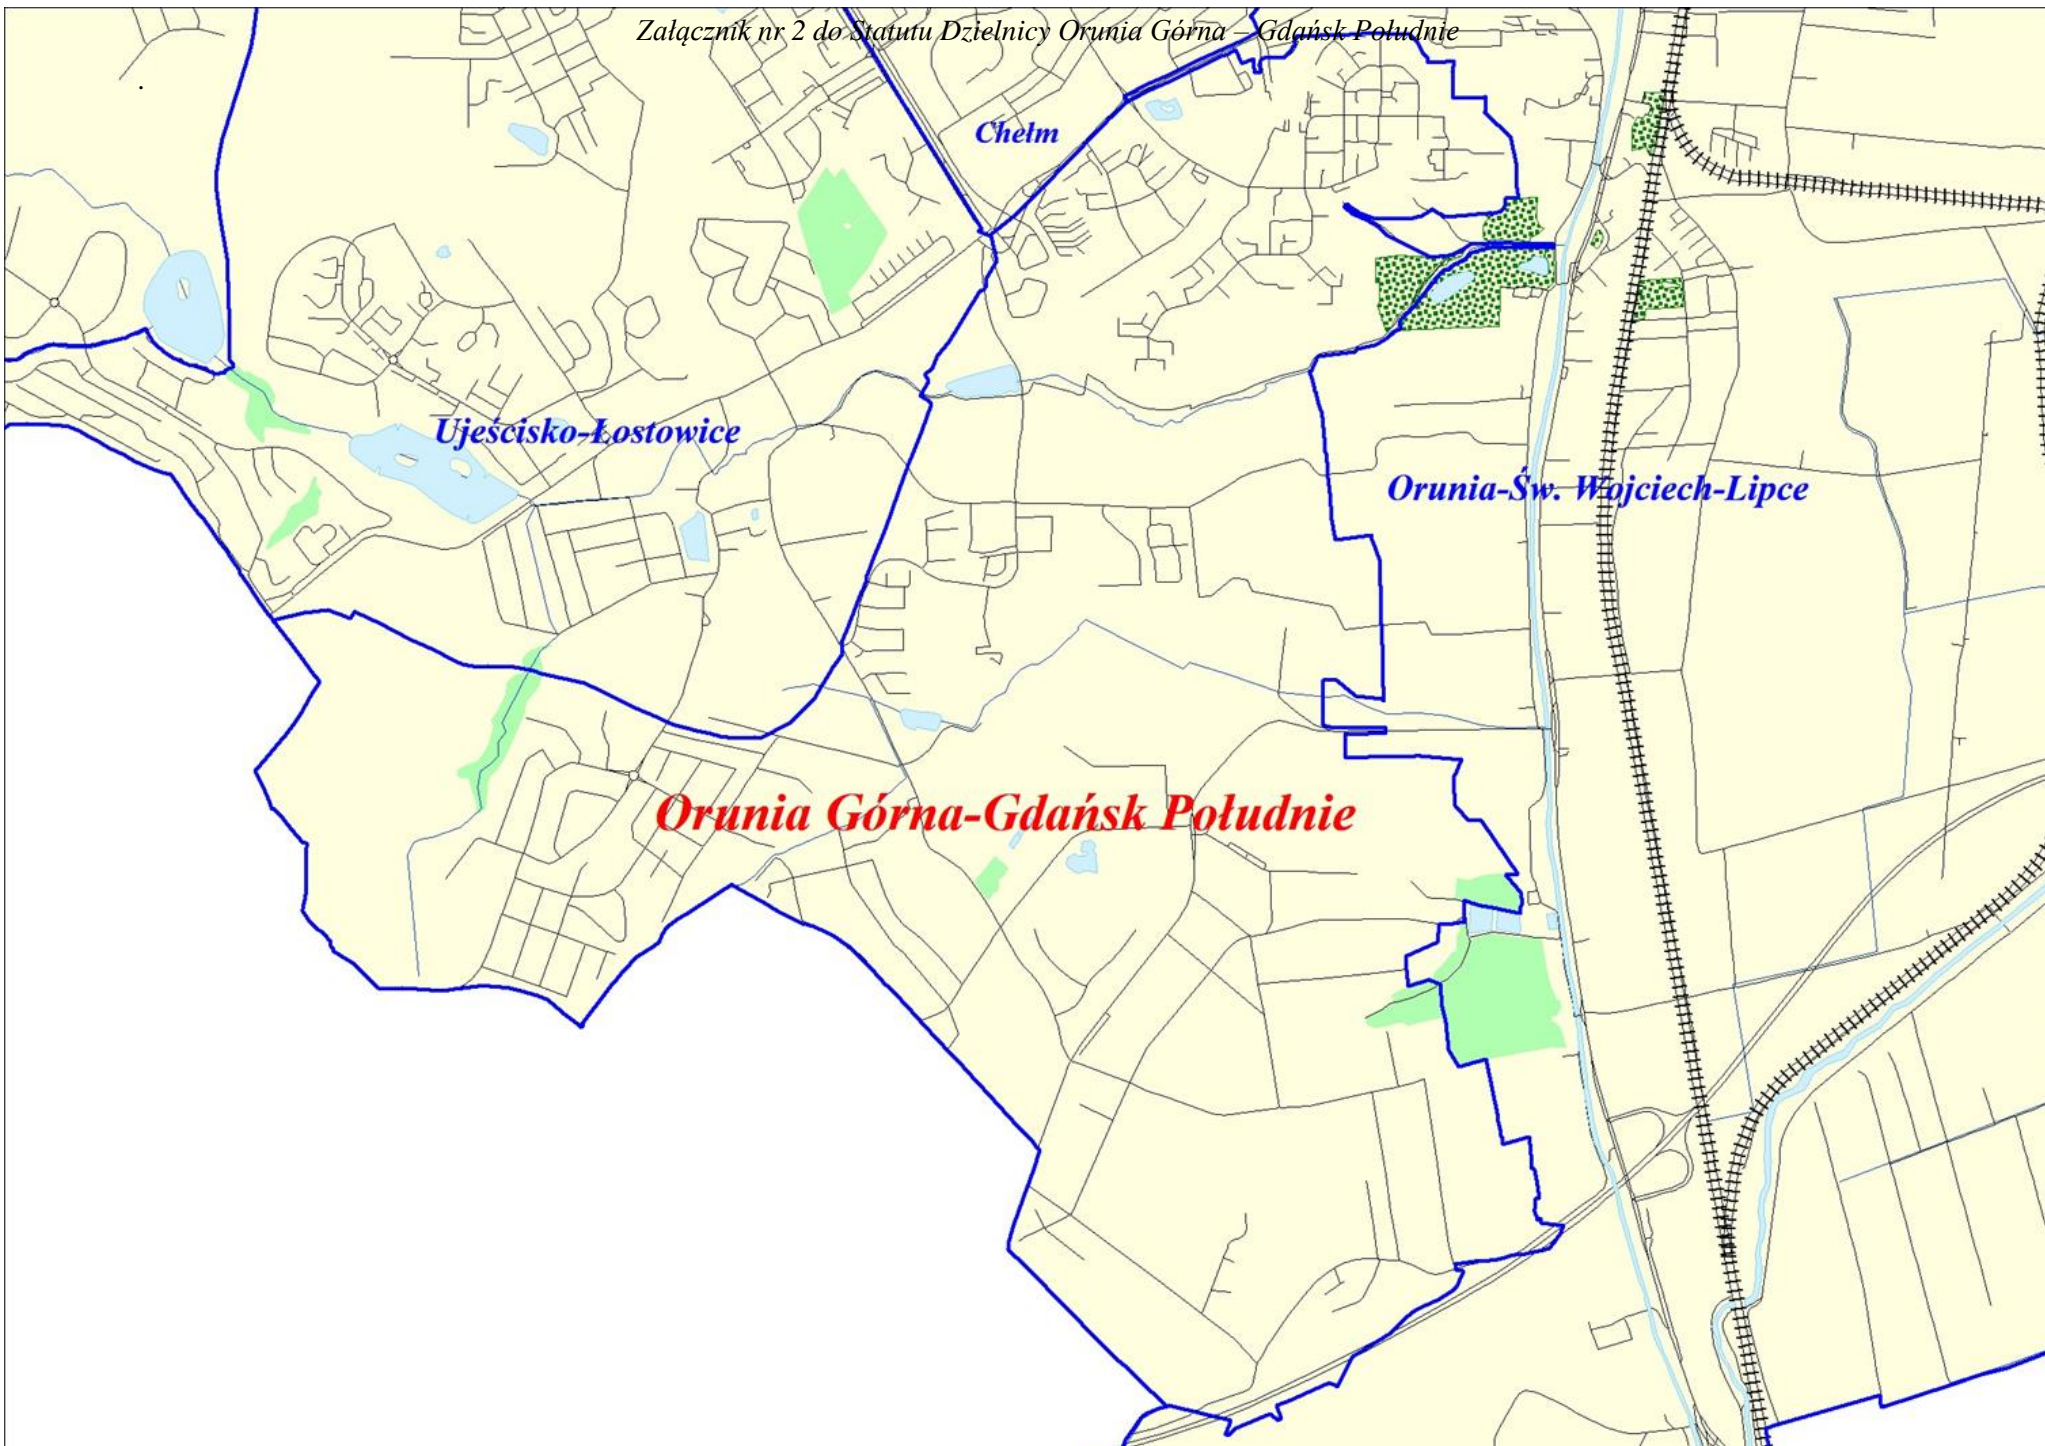 Załącznik nr 2 do Statutu Dzielnicy Orunia Górna – Gdańsk Południe
.
Chełm
Ujeścisko-Łostowice
Orunia-Św. Wojciech-Lipce
Orunia Górna-Gdańsk Południe